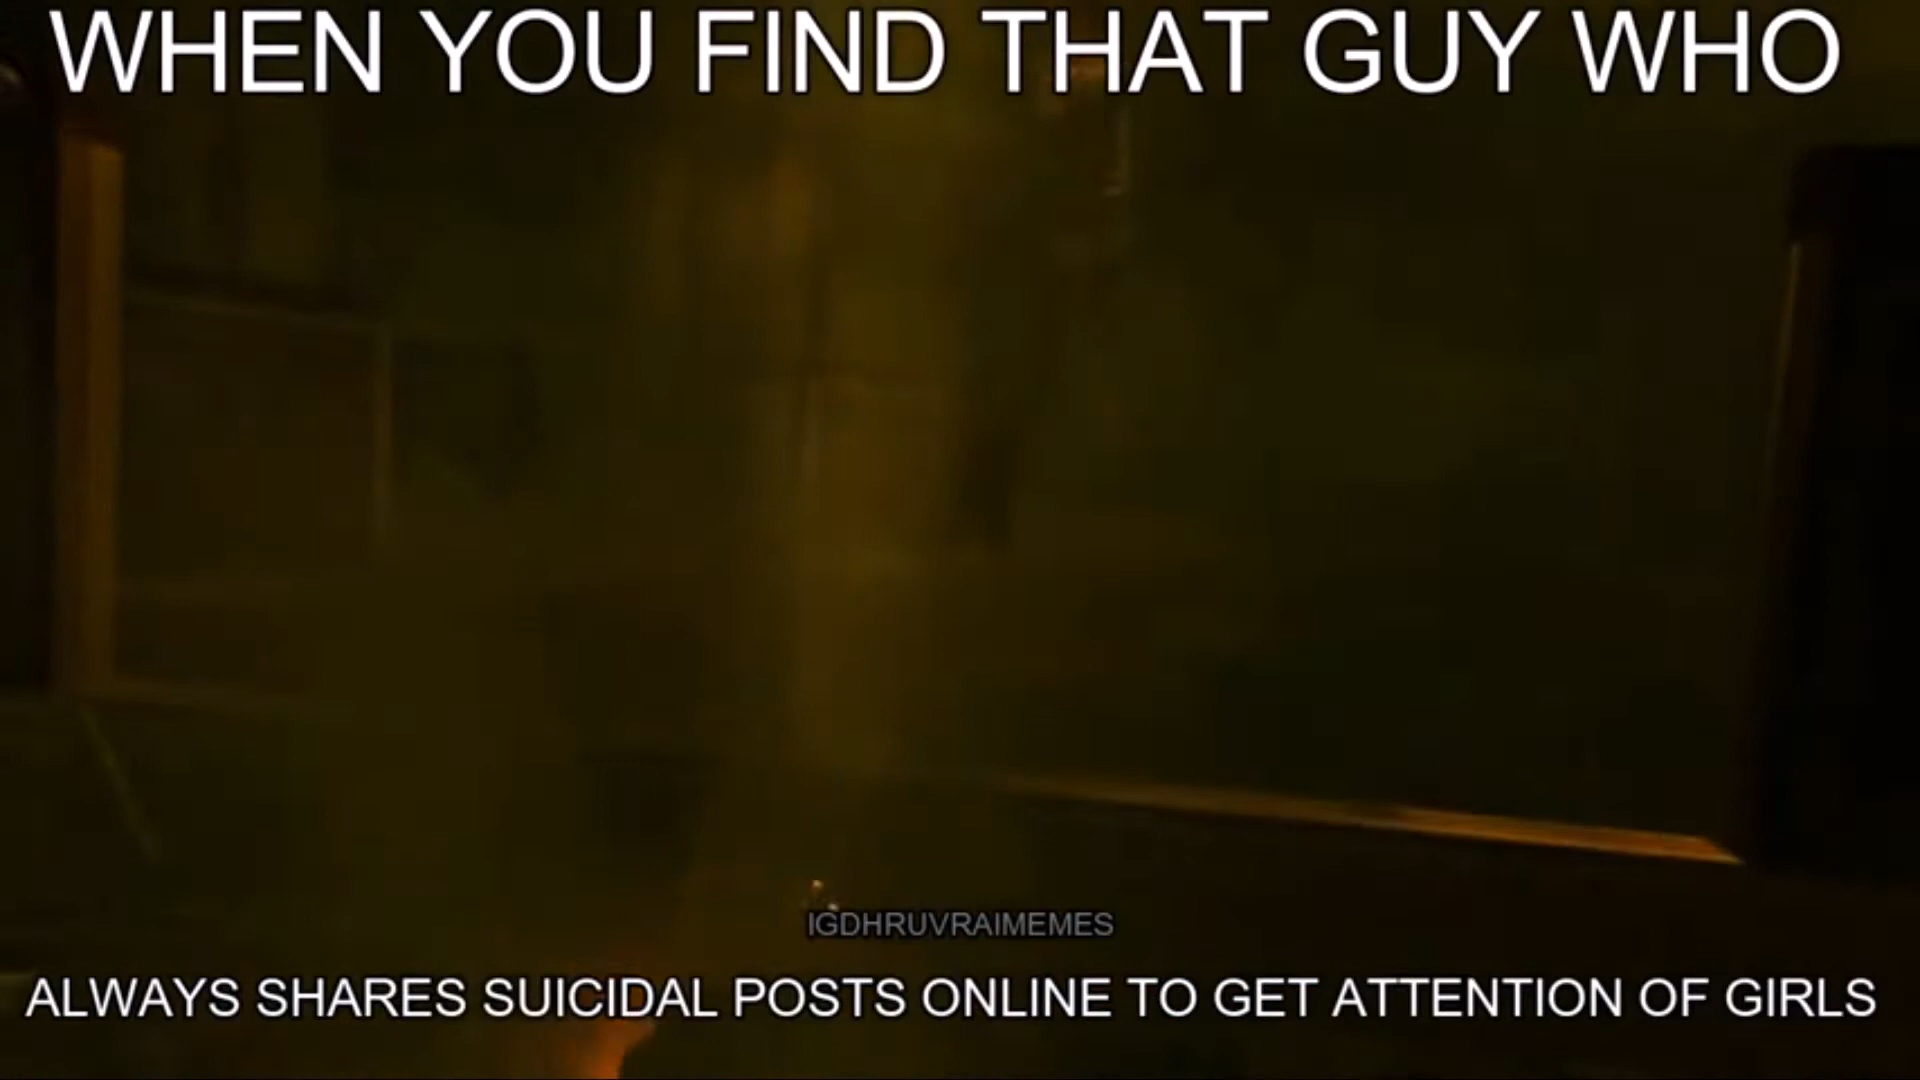 WHEN YOU FIND THAT GUY WHO
IGDHRUVRAIMEMES
ALWAYS SHARES SUICIDAL POSTS ONLINE TO GET ATTENTION OF GIRLS